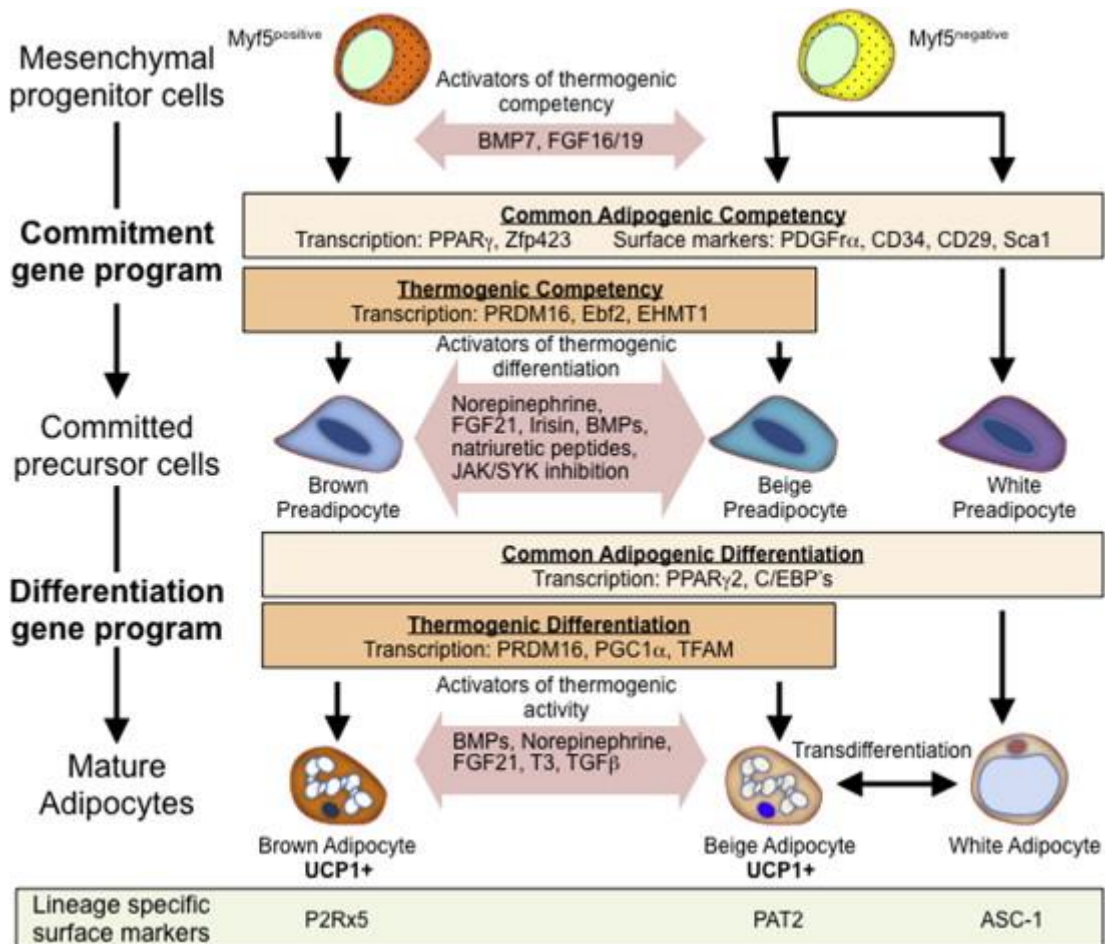 Mesenchymal
progenitor cells
Myf5positive
Myf5negative
Activators of thermogenic
competency
BMP7, FGF16/19
Commitment
gene program
Common Adipogenic Competency
Transcription: PPARγ, Zfp423 Surface markers: PDGFrα, CD34, CD29, Sca1
Thermogenic Competency
Transcription: PRDM16, Ebf2, EHMT1
Activators of thermogenic
differentiation
Norepinephrine,
FGF21, Irisin, BMPs,
natriuretic peptides,
JAK/SYK inhibition
Committed
precursor cells
Brown
Preadipocyte
Beige
Preadipocyte
White
Preadipocyte
Differentiation
gene program
Common Adipogenic Differentiation
Transcription: PPARγ2, C/EBP's
Thermogenic Differentiation
Transcription: PRDM16, PGC1α, TFAM
Activators of thermogenic
activity
BMPs, Norepinephrine,
FGF21, T3, TGFβ
Transdifferentiation
Mature
Adipocytes
Brown Adipocyte
UCP1+
Beige Adipocyte
UCP1+
White Adipocyte
Lineage specific
surface markers
P2Rx5
PAT2
ASC-1